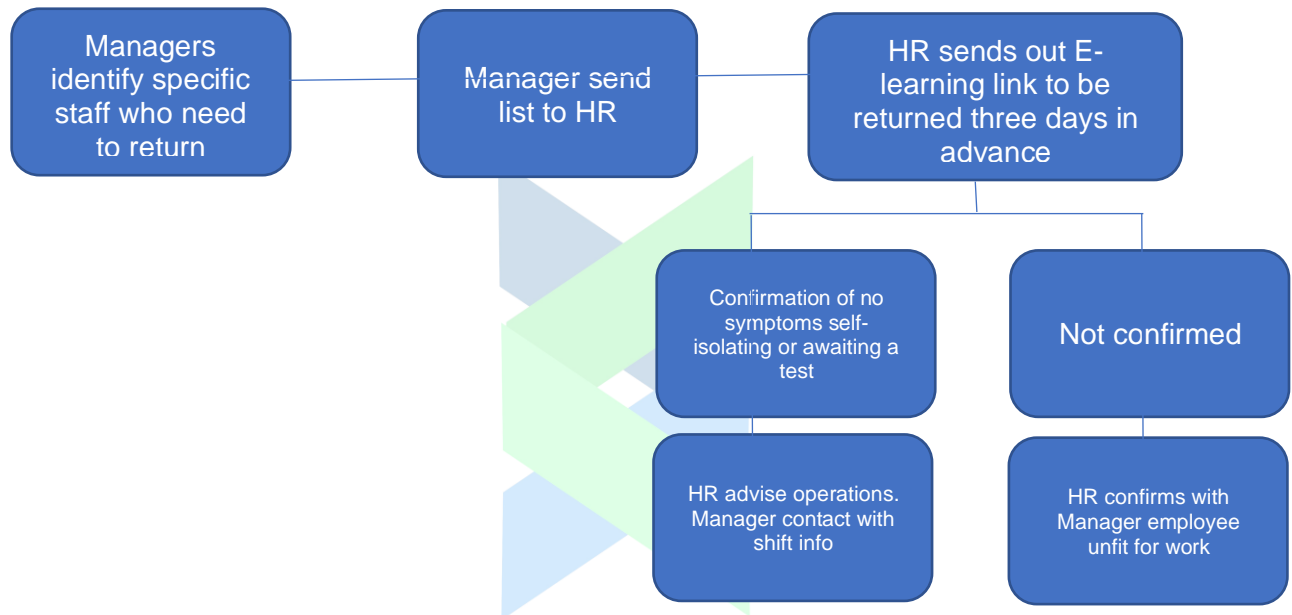 Managers
identify specific
staff who need
to return
Manager send
list to HR
HR sends out E-
learning link to be
returned three days in
advance
Confirmation of no
symptoms self-
isolating or awaiting a
test
Not confirmed
HR advise operations.
Manager contact with
shift info
HR confirms with
Manager employee
unfit for work